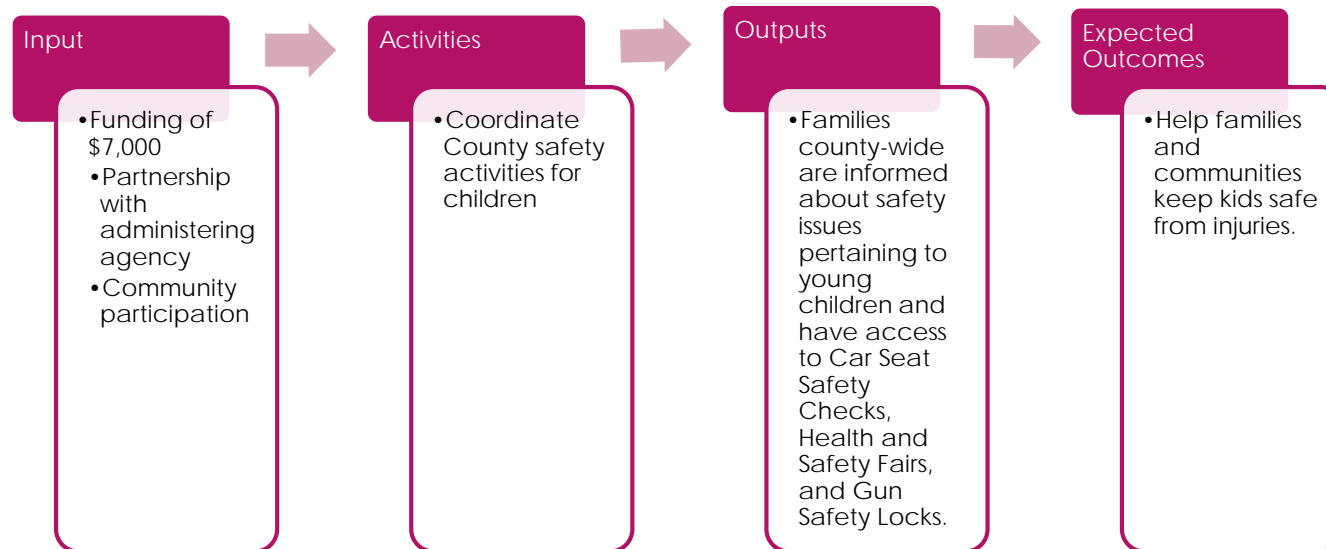 Input
•Funding of
$7,000
•Partnership
with
administering
agency
•Community
participation
Activities
•Coordinate
County safety
activities for
children
Outputs
•Families
county-wide
are informed
about safety
issues
pertaining to
young
children and
have access
to Car Seat
Safety
Checks,
Health and
Safety Fairs,
and Gun
Safety Locks.
Expected
Outcomes
•Help families
and
communities
keep kids safe
from injuries.